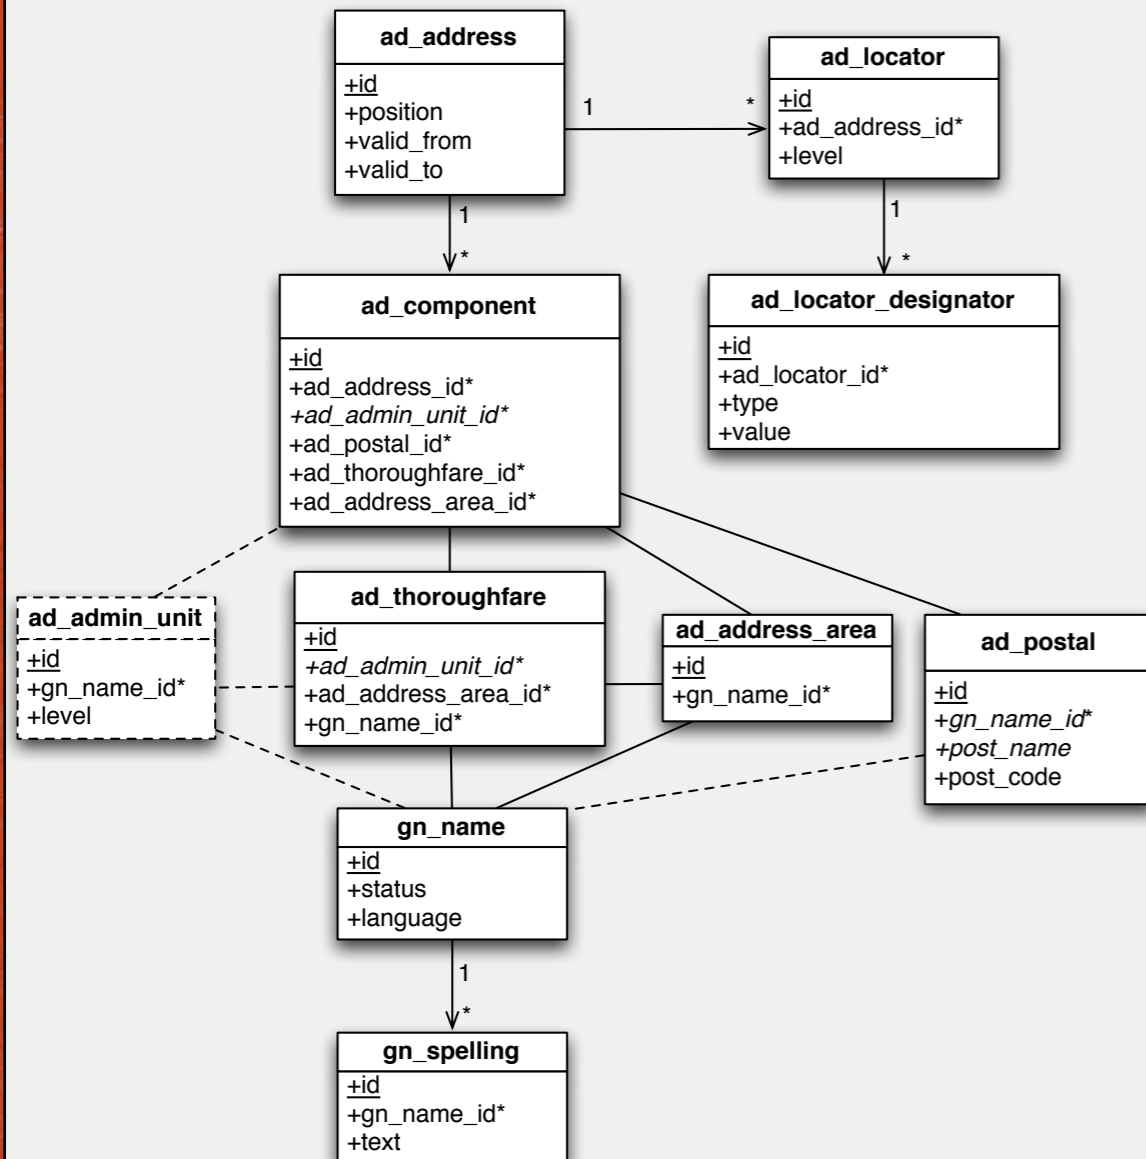 ad_address
+id
+position
+valid_from
+valid_to
ad_locator
+id
+ad_address_id*
+level
1
*
1
*
1
*
ad_component
+id
+ad_address_id*
+ad_admin_unit_id*
+ad_postal_id*
+ad_thoroughfare_id*
+ad_address_area_id*
ad_locator_designator
+id
+ad_locator_id*
+type
+value
ad_admin_unit
+id
+gn_name_id*
+level
ad_thoroughfare
+id
+ad_admin_unit_id*
+ad_address_area_id*
+gn_name_id*
ad_address_area
+id
+gn_name_id*
ad_postal
+id
+gn_name_id*
+post_name
+post_code
gn_name
+id
+status
+language
1
*
gn_spelling
+id
+gn_name_id*
+text